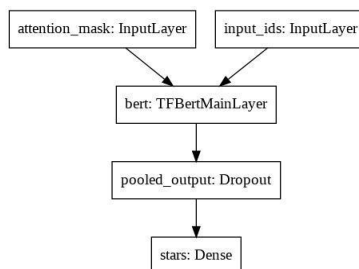 attention_mask: InputLayer
input_ids: InputLayer
bert: TFBertMainLayer
pooled_output: Dropout
stars: Dense